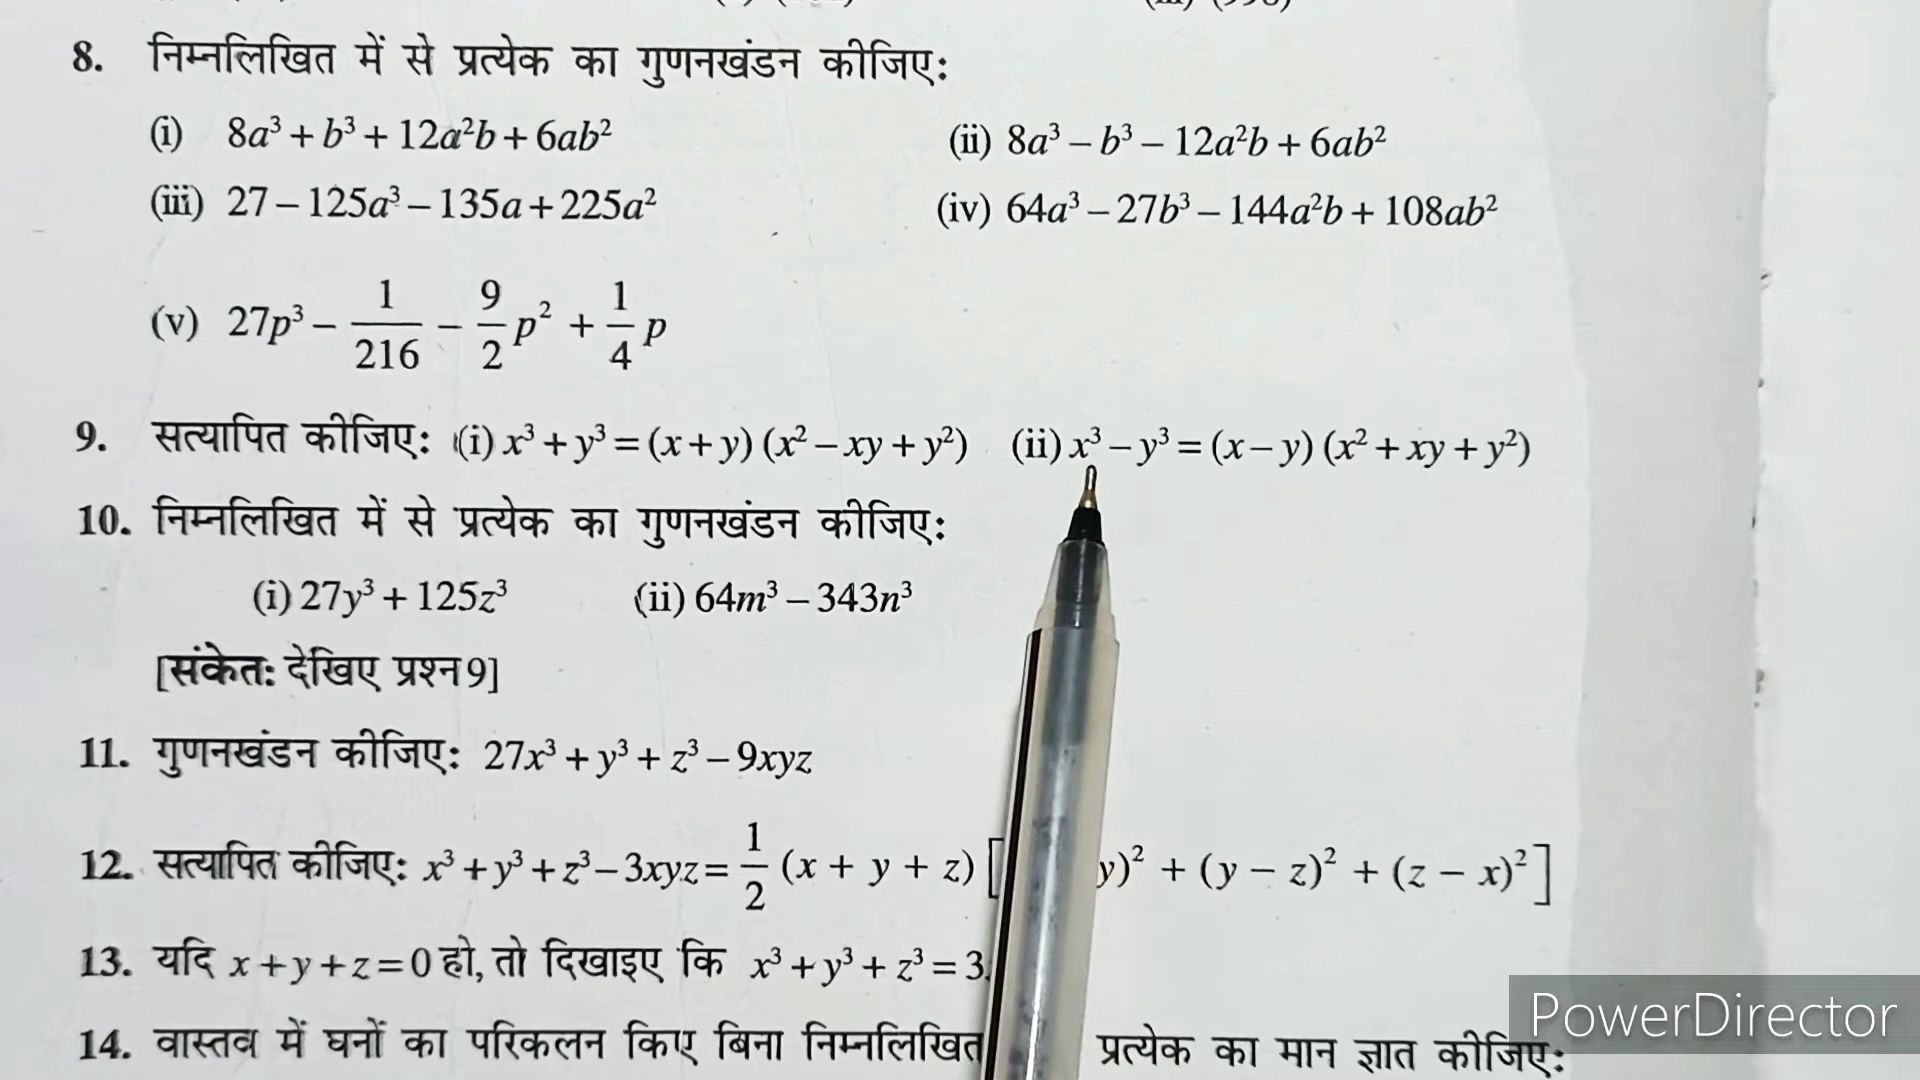 8. निम्नलिखित में से प्रत्येक का गुणनखंडन कीजिए:
(i) 8a³ + b³ + 12a²b + 6ab² (ii) 8a³ – b³ – 12a²b + 6ab²
(iii) 27 – 125a³ – 135a + 225a² (iv) 64a³ – 27b³ – 144a²b + 108ab²
(v) 27p³ – 1/216 – 9/2 p² + 1/4 p
9. सत्यापित कीजिए: (i) x³ + y³ = (x + y) (x² – xy + y²) (ii) x³ – y³ = (x – y) (x² + xy + y²)
10. निम्नलिखित में से प्रत्येक का गुणनखंडन कीजिए:
(i) 27y³ + 125z³ (ii) 64m³ – 343n³
[संकेत: देखिए प्रश्न 9]
11. गुणनखंडन कीजिए: 27x³ + y³ + z³ – 9xyz
12. सत्यापित कीजिए: x³ + y³ + z³ – 3xyz = 1/2 (x + y + z) [ y)² + (y – z)² + (z – x)²]
13. यदि x + y + z = 0 हो, तो दिखाइए कि x³ + y³ + z³ = 3
14. वास्तव में घनों का परिकलन किए बिना निम्नलिखित प्रत्येक का मान ज्ञात कीजिए:
PowerDirector